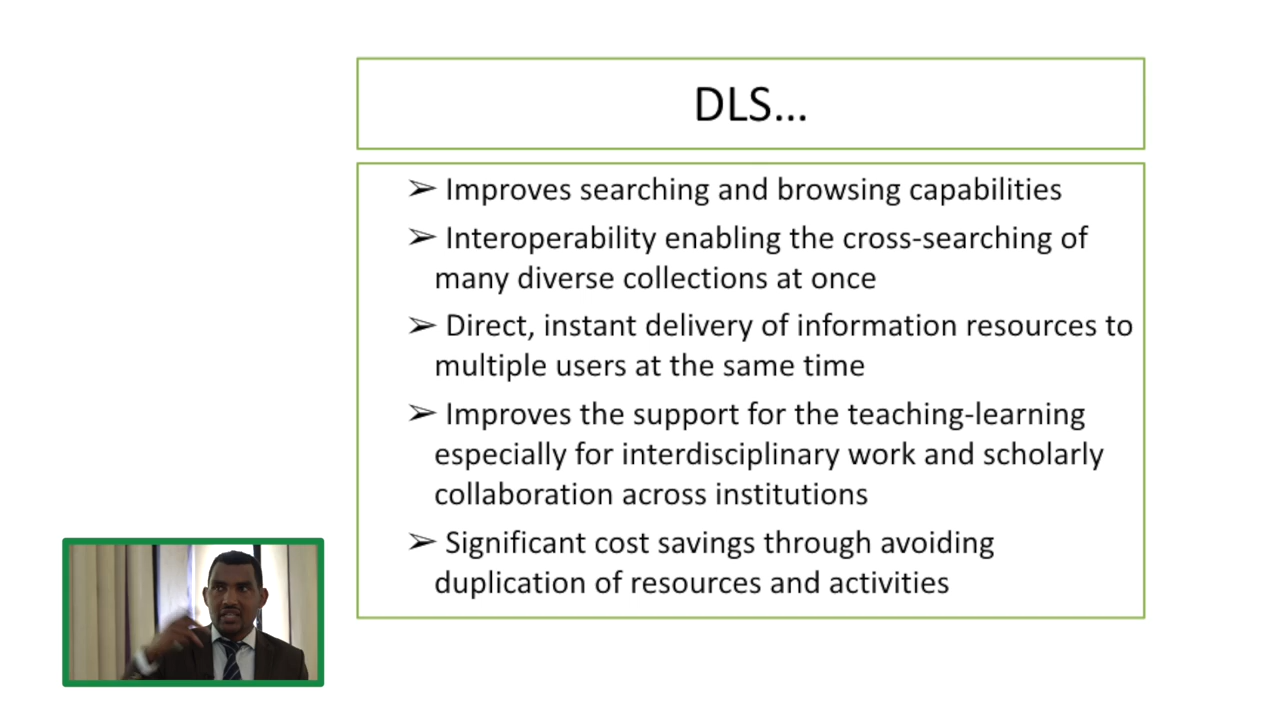 DLS...
➢ Improves searching and browsing capabilities
➢ Interoperability enabling the cross-searching of
many diverse collections at once
➢ Direct, instant delivery of information resources to
multiple users at the same time
➢ Improves the support for the teaching-learning
especially for interdisciplinary work and scholarly
collaboration across institutions
➢ Significant cost savings through avoiding
duplication of resources and activities